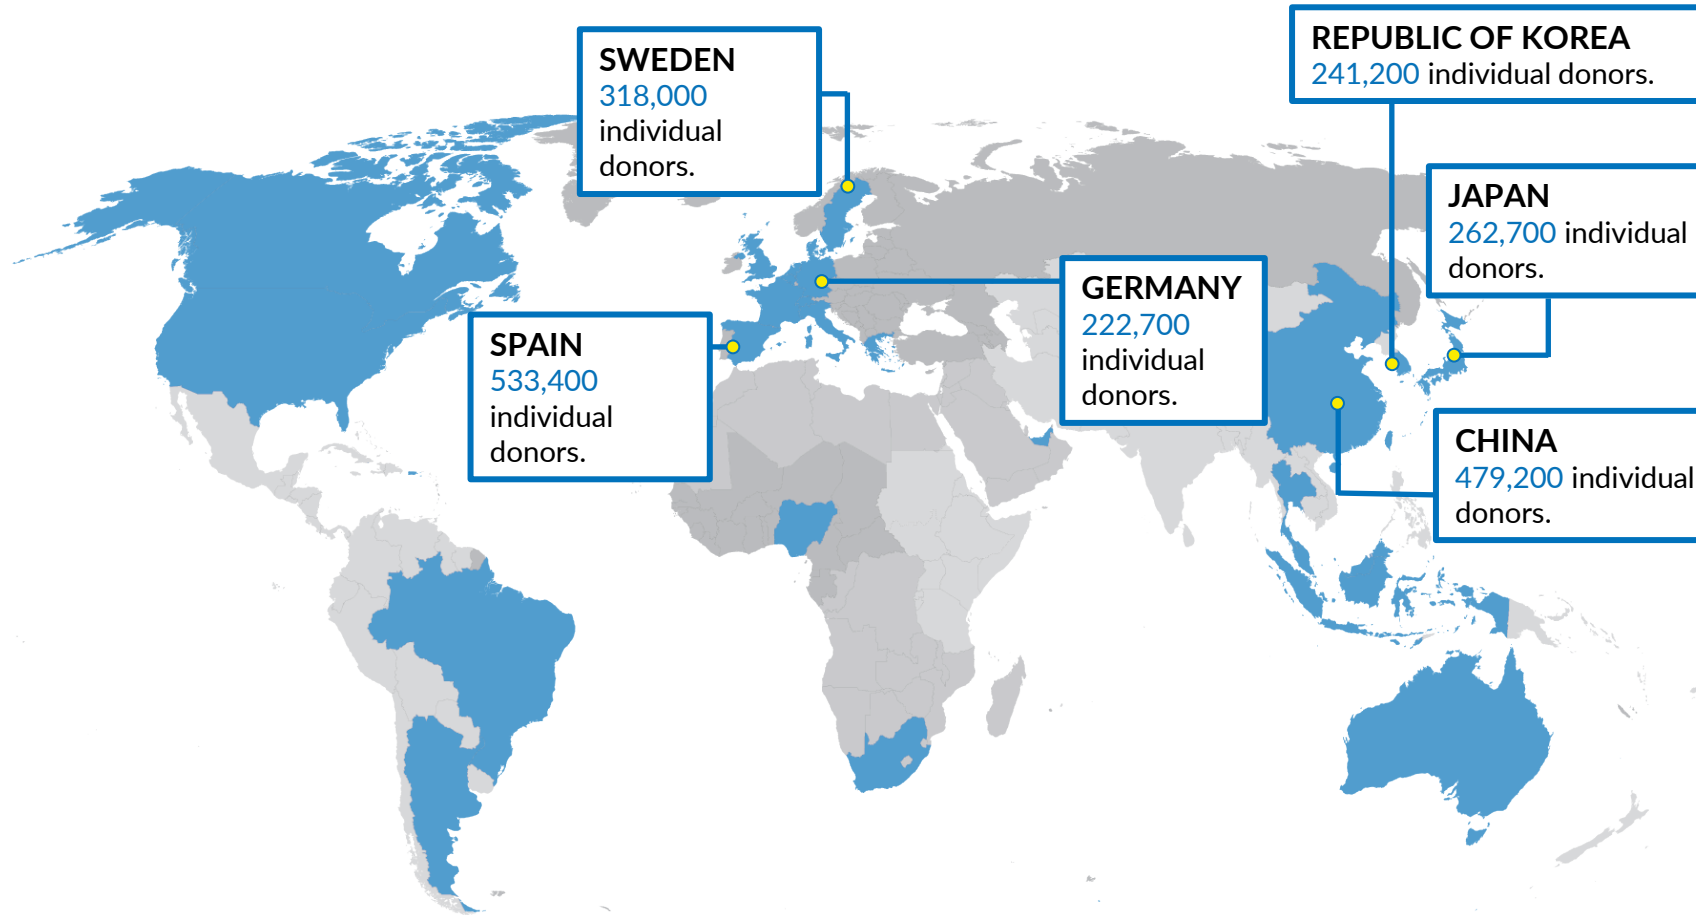 SWEDEN
318,000
individual
donors.
REPUBLIC OF KOREA
241,200 individual donors.
JAPAN
262,700 individual
donors.
GERMANY
222,700
individual
donors.
SPAIN
533,400
individual
donors.
CHINA
479,200 individual
donors.